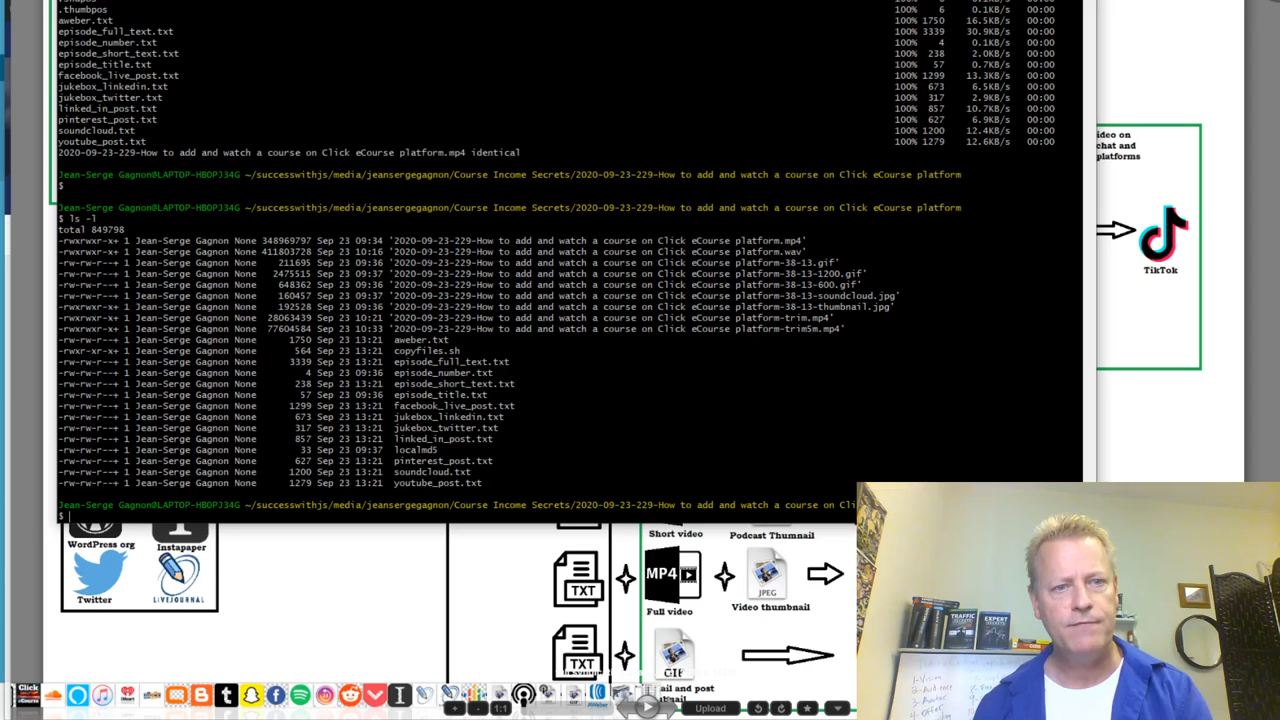 .thumbpos 100% 6 0.1KB/s 00:00
aweber.txt 100% 1750 16.5KB/s 00:00
episode_full_text.txt 100% 3339 30.9KB/s 00:00
episode_number.txt 100% 4 0.1KB/s 00:00
episode_short_text.txt 100% 238 2.0KB/s 00:00
episode_title.txt 100% 57 0.7KB/s 00:00
facebook_live_post.txt 100% 1299 13.3KB/s 00:00
jukebox_linkedin.txt 100% 673 6.5KB/s 00:00
jukebox_twitter.txt 100% 317 2.9KB/s 00:00
linked_in_post.txt 100% 857 10.7KB/s 00:00
pinterest_post.txt 100% 627 6.9KB/s 00:00
soundcloud.txt 100% 1200 12.4KB/s 00:00
youtube_post.txt 100% 1279 12.6KB/s 00:00
2020-09-23-229-How to add and watch a course on Click eCourse platform.mp4 identical
Jean-Serge Gagnon@LAPTOP-HBOPJ34G ~/successwithjs/media/jeansergegagnon/Course Income Secrets/2020-09-23-229-How to add and watch a course on Click eCourse platform
$
Jean-Serge Gagnon@LAPTOP-HBOPJ34G ~/successwithjs/media/jeansergegagnon/Course Income Secrets/2020-09-23-229-How to add and watch a course on Click eCourse platform
$ ls -l
total 849798
-rwxrwxr-x+ 1 Jean-Serge Gagnon None 348969797 Sep 23 09:34 '2020-09-23-229-How to add and watch a course on Click eCourse platform.mp4'
-rwxrwxr-x+ 1 Jean-Serge Gagnon None 411803728 Sep 23 10:16 '2020-09-23-229-How to add and watch a course on Click eCourse platform.wav'
-rw-rw-r--+ 1 Jean-Serge Gagnon None 211695 Sep 23 09:36 '2020-09-23-229-How to add and watch a course on Click eCourse platform-38-13.gif'
-rw-rw-r--+ 1 Jean-Serge Gagnon None 2475515 Sep 23 09:37 '2020-09-23-229-How to add and watch a course on Click eCourse platform-38-13-1200.gif'
-rw-rw-r--+ 1 Jean-Serge Gagnon None 648362 Sep 23 09:36 '2020-09-23-229-How to add and watch a course on Click eCourse platform-38-13-600.gif'
-rw-rw-r--+ 1 Jean-Serge Gagnon None 160457 Sep 23 09:37 '2020-09-23-229-How to add and watch a course on Click eCourse platform-38-13-soundcloud.jpg'
-rw-rw-r--+ 1 Jean-Serge Gagnon None 192528 Sep 23 09:36 '2020-09-23-229-How to add and watch a course on Click eCourse platform-38-13-thumbnail.jpg'
-rwxrwxr-x+ 1 Jean-Serge Gagnon None 28063439 Sep 23 10:21 '2020-09-23-229-How to add and watch a course on Click eCourse platform-trim.mp4'
-rwxrwxr-x+ 1 Jean-Serge Gagnon None 77604584 Sep 23 10:33 '2020-09-23-229-How to add and watch a course on Click eCourse platform-trim5m.mp4'
-rw-rw-r--+ 1 Jean-Serge Gagnon None 1750 Sep 23 13:21 aweber.txt
-rwxr-xr-x+ 1 Jean-Serge Gagnon None 564 Sep 23 13:21 copyfiles.sh
-rw-rw-r--+ 1 Jean-Serge Gagnon None 3339 Sep 23 13:21 episode_full_text.txt
-rw-rw-r--+ 1 Jean-Serge Gagnon None 4 Sep 23 09:36 episode_number.txt
-rw-rw-r--+ 1 Jean-Serge Gagnon None 238 Sep 23 13:21 episode_short_text.txt
-rw-rw-r--+ 1 Jean-Serge Gagnon None 57 Sep 23 09:36 episode_title.txt
-rw-rw-r--+ 1 Jean-Serge Gagnon None 1299 Sep 23 13:21 facebook_live_post.txt
-rw-rw-r--+ 1 Jean-Serge Gagnon None 673 Sep 23 13:21 jukebox_linkedin.txt
-rw-rw-r--+ 1 Jean-Serge Gagnon None 317 Sep 23 13:21 jukebox_twitter.txt
-rw-rw-r--+ 1 Jean-Serge Gagnon None 857 Sep 23 13:21 linked_in_post.txt
-rw-rw-r--+ 1 Jean-Serge Gagnon None 33 Sep 23 09:37 localmd5
-rw-rw-r--+ 1 Jean-Serge Gagnon None 627 Sep 23 13:21 pinterest_post.txt
-rw-rw-r--+ 1 Jean-Serge Gagnon None 1200 Sep 23 13:21 soundcloud.txt
-rw-rw-r--+ 1 Jean-Serge Gagnon None 1279 Sep 23 13:21 youtube_post.txt
Jean-Serge Gagnon@LAPTOP-HBOPJ34G ~/successwithjs/media/jeansergegagnon/Course Income Secrets/2020-09-23-229-How to add and watch a course on Cli
$
ideo on
chat and
platforms
TikTok
WordPress org
Instapaper
Twitter
LIVEJOURNAL
Short video
Podcast Thumbnail
TXT
MP4
JPEG
Full video
Video thumbnail
TXT
GIF
ail and post
TRAFFIC
SECRETS
EXPERT
SECRETS
1-Vision
4-Offer
Click
eCourse
1:1
Upload